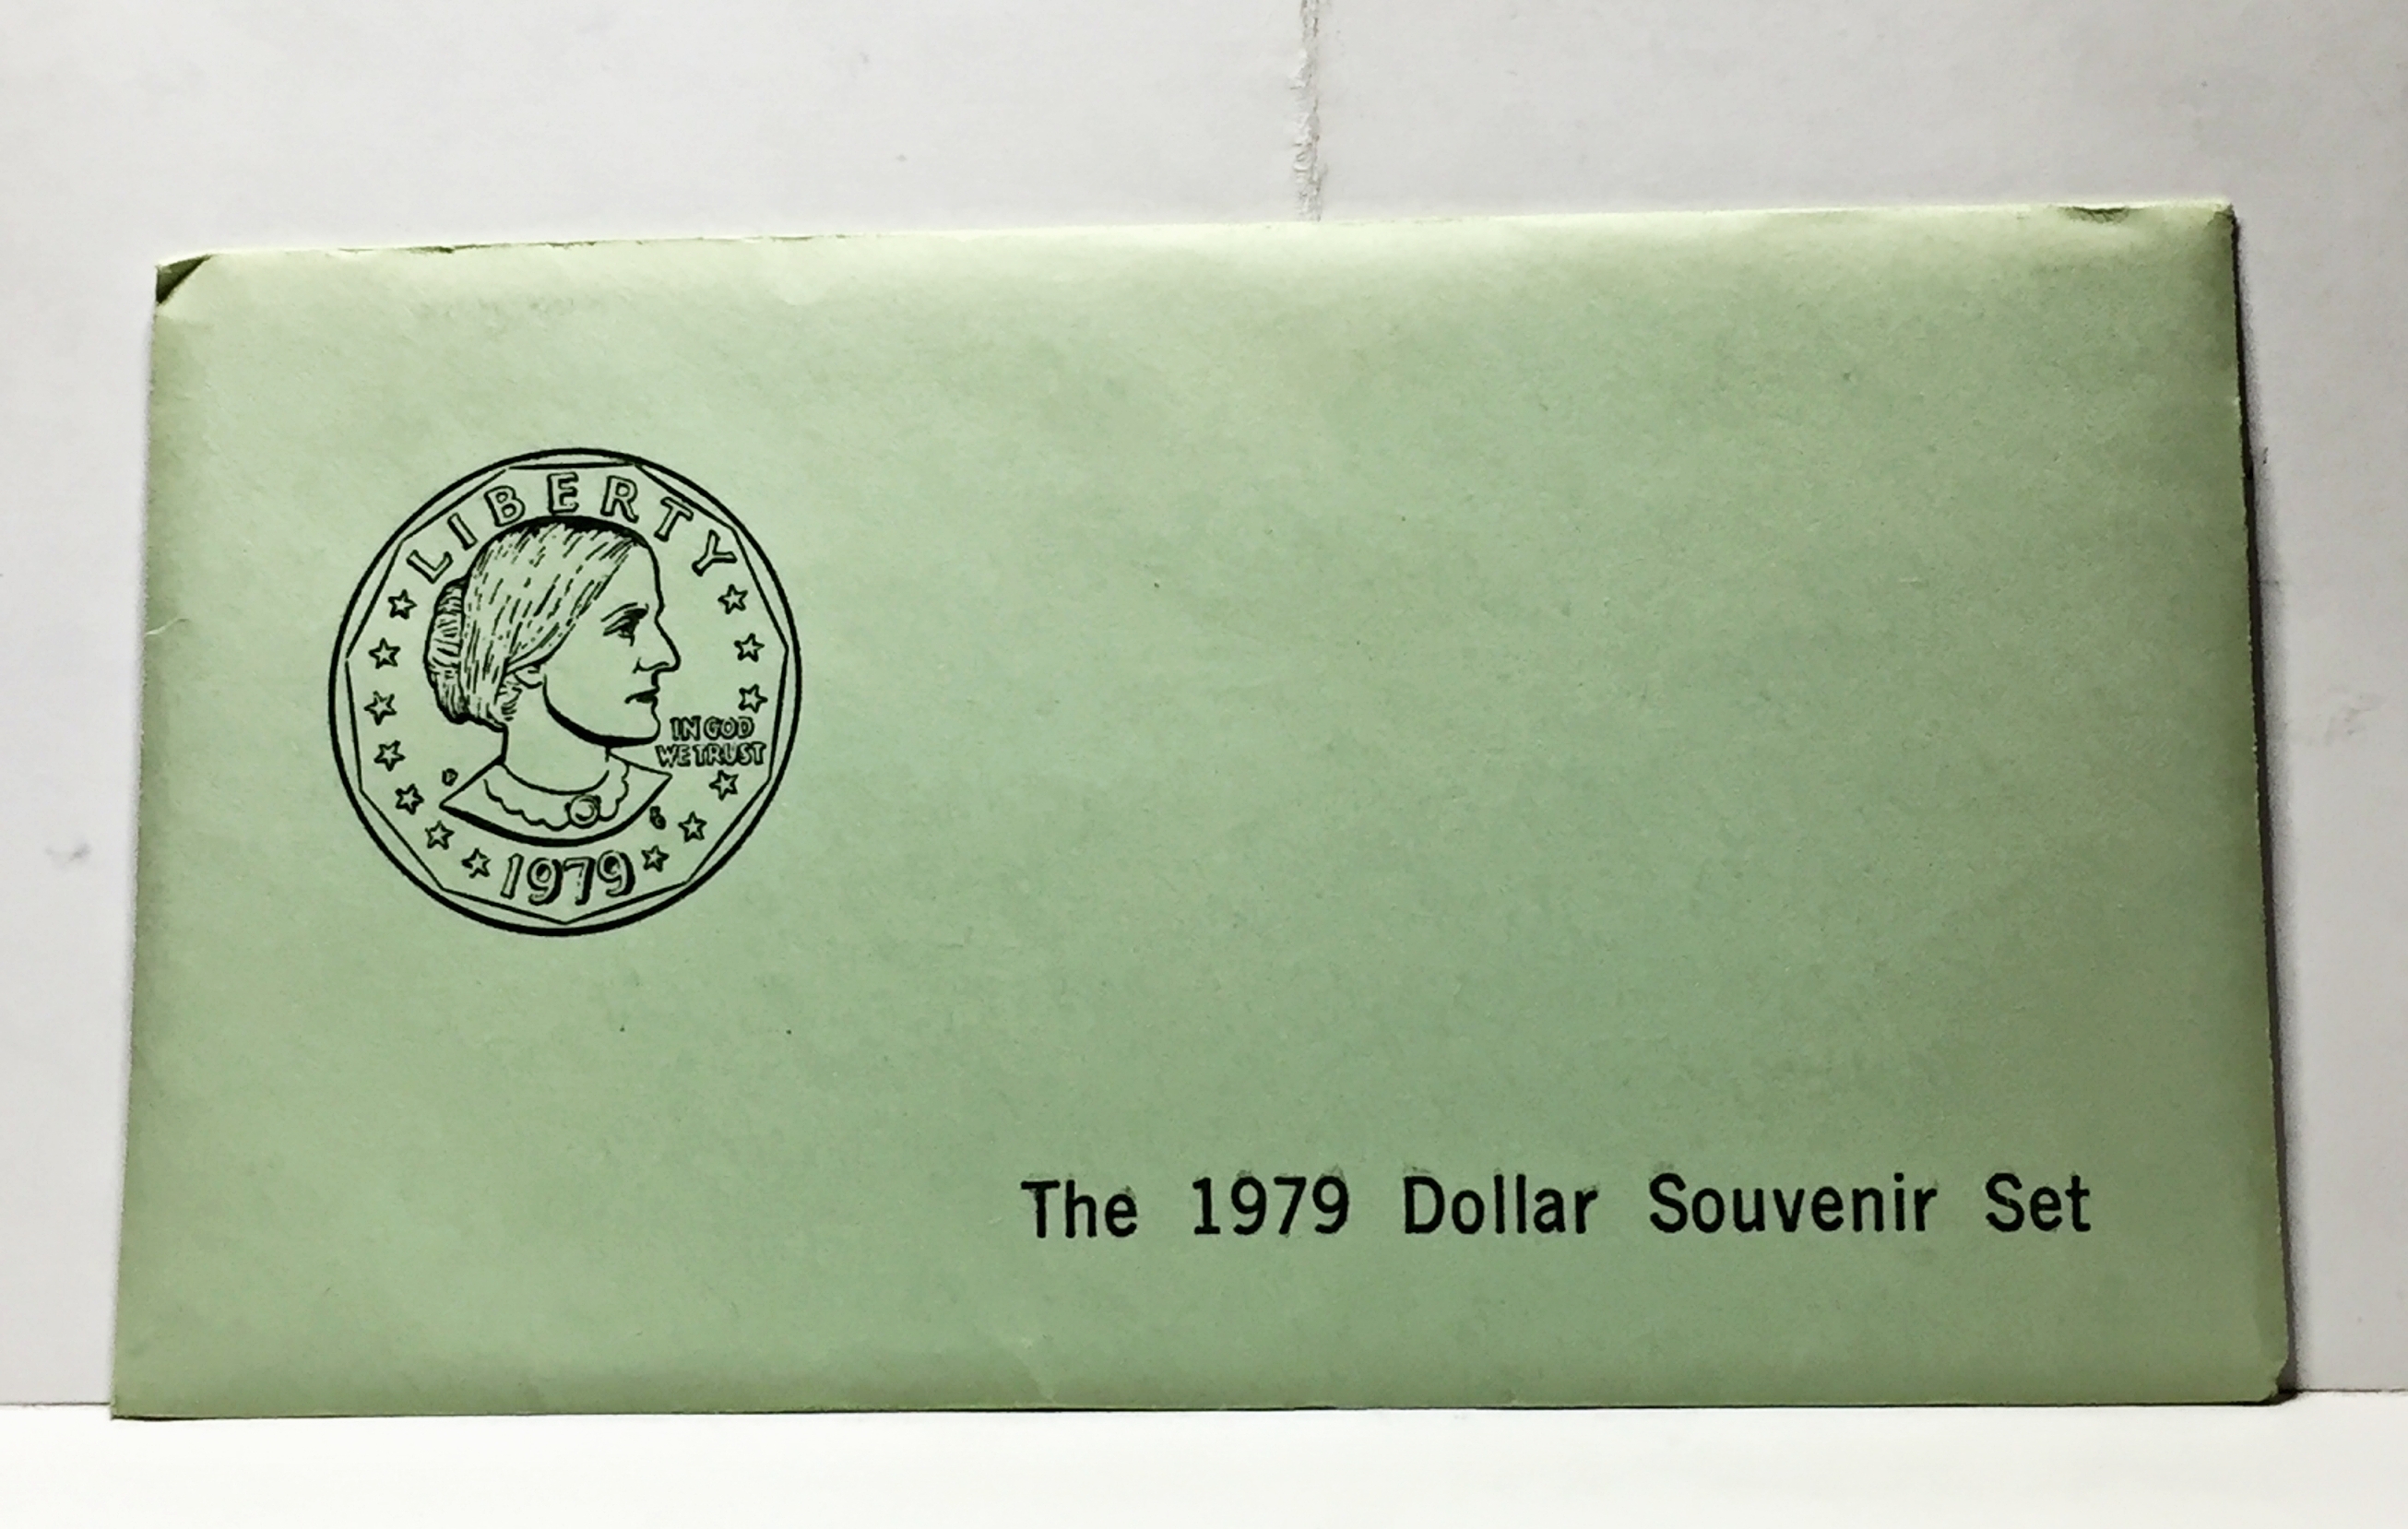 LIBERTY
IN GOD
WE TRUST
P
1979
The 1979 Dollar Souvenir Set